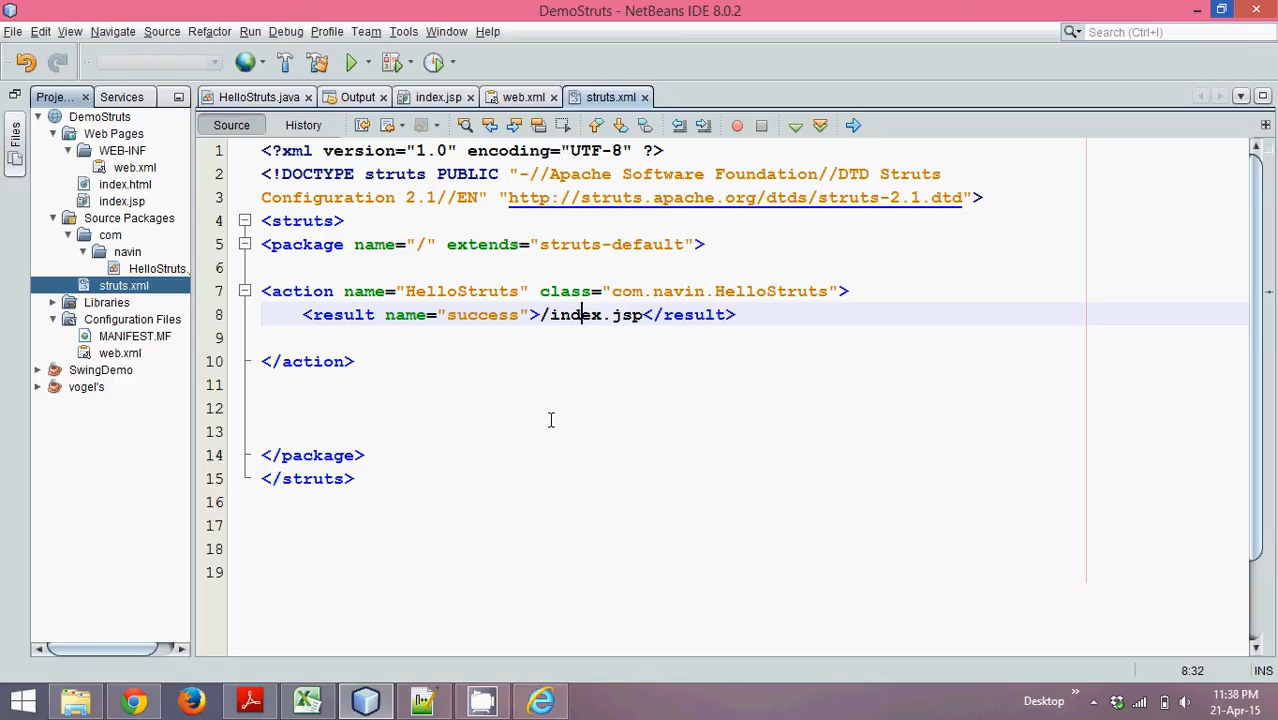 DemoStruts - NetBeans IDE 8.0.2
File Edit View Navigate Source Refactor Run Debug Profile Team Tools Window Help
Search (Ctrl+I)
Files
Proje... Services
HelloStruts.java Output index.jsp web.xml struts.xml
Source History
DemoStruts
Web Pages
WEB-INF
web.xml
index.html
index.jsp
Source Packages
com
navin
HelloStruts.
struts.xml
Libraries
Configuration Files
MANIFEST.MF
web.xml
SwingDemo
vogel's
1 <?xml version="1.0" encoding="UTF-8" ?>
2 <!DOCTYPE struts PUBLIC "-//Apache Software Foundation//DTD Struts
3 Configuration 2.1//EN" "http://struts.apache.org/dtds/struts-2.1.dtd">
4 <struts>
5 <package name="/" extends="struts-default">
6
7 <action name="HelloStruts" class="com.navin.HelloStruts">
8 <result name="success">/index.jsp</result>
9
10 </action>
11
12
13
14 </package>
15 </struts>
16
17
18
19
8:32 INS
Desktop
11:38 PM
21-Apr-15